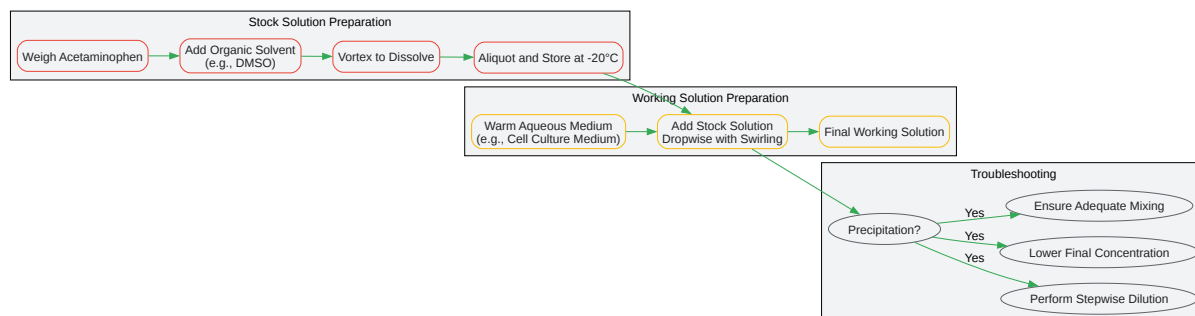 Stock Solution Preparation
Weigh Acetaminophen
Add Organic Solvent
(e.g., DMSO)
Vortex to Dissolve
Aliquot and Store at -20°C
Working Solution Preparation
Warm Aqueous Medium
(e.g., Cell Culture Medium)
Add Stock Solution
Dropwise with Swirling
Final Working Solution
Troubleshooting
Precipitation?
Yes
Ensure Adequate Mixing
Yes
Lower Final Concentration
Yes
Perform Stepwise Dilution